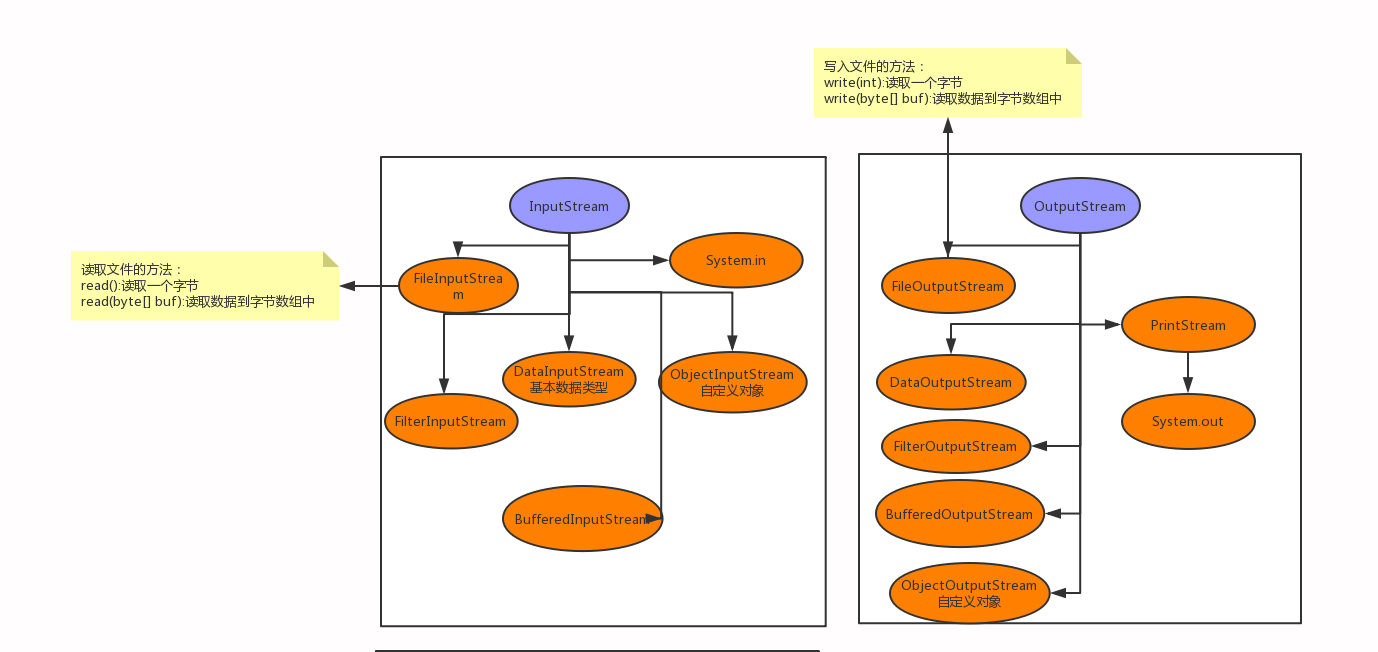 写入文件的方法：
write(int):读取一个字节
write(byte[] buf):读取数据到字节数组中
读取文件的方法：
read():读取一个字节
read(byte[] buf):读取数据到字节数组中
InputStream
System.in
FileInputStrea
m
DataInputStream
基本数据类型
ObjectInputStream
自定义对象
FilterInputStream
BufferedInputStream
OutputStream
FileOutputStream
PrintStream
DataOutputStream
System.out
FilterOutputStream
BufferedOutputStream
ObjectOutputStream
自定义对象